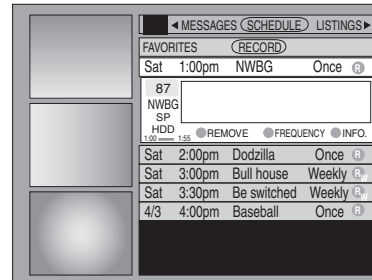 MESSAGES SCHEDULE LISTINGS
FAVORITES RECORD
Sat 1:00pm NWBG Once R
87
NWBG
SP
HDD
1:00 1:55 REMOVE FREQUENCY INFO.
Sat 2:00pm Dodzilla Once R
Sat 3:00pm Bull house Weekly RW
Sat 3:30pm Be switched Weekly RW
4/3 4:00pm Baseball Once R